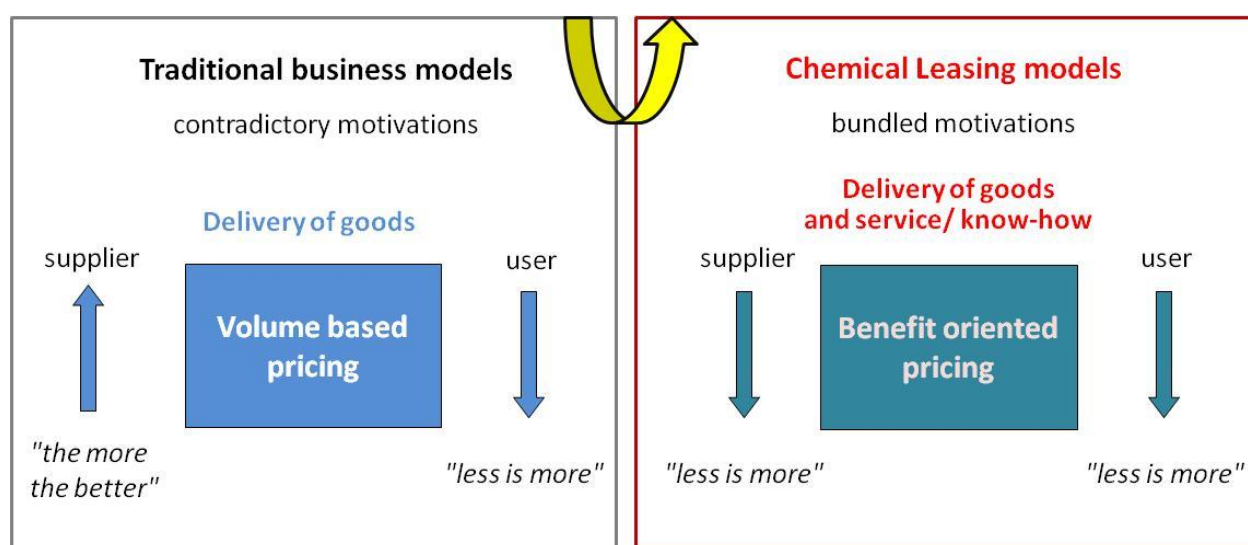 Traditional business models
contradictory motivations
Delivery of goods
supplier
user
Volume based
pricing
"the more
the better"
"less is more"
Chemical Leasing models
bundled motivations
Delivery of goods
and service/ know-how
supplier
user
Benefit oriented
pricing
"less is more"
"less is more"